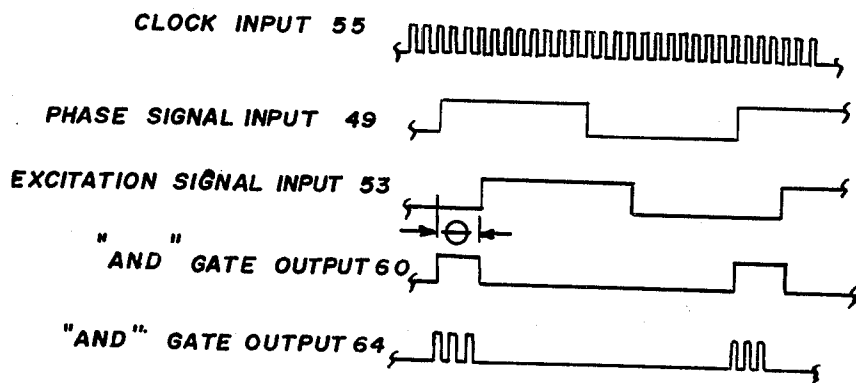 CLOCK INPUT 55
PHASE SIGNAL INPUT 49
EXCITATION SIGNAL INPUT 53
θ
"AND" GATE OUTPUT 60
"AND" GATE OUTPUT 64